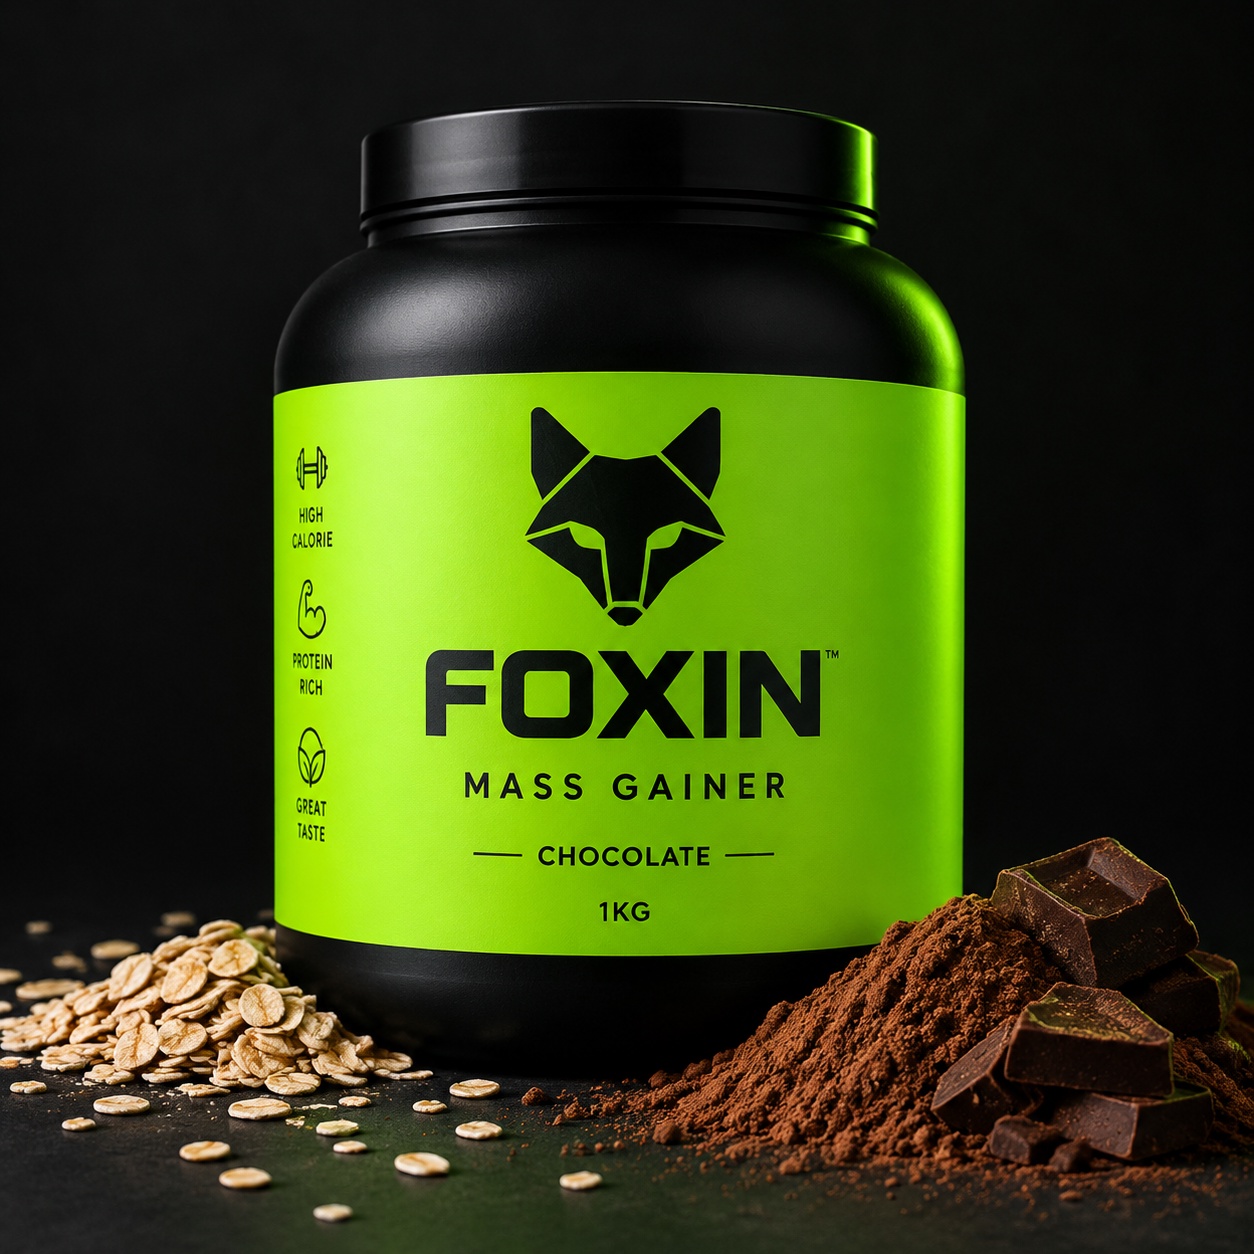 HIGH
CALORIE
PROTEIN
RICH
GREAT
TASTE
FOXIN™
MASS GAINER
CHOCOLATE
1KG